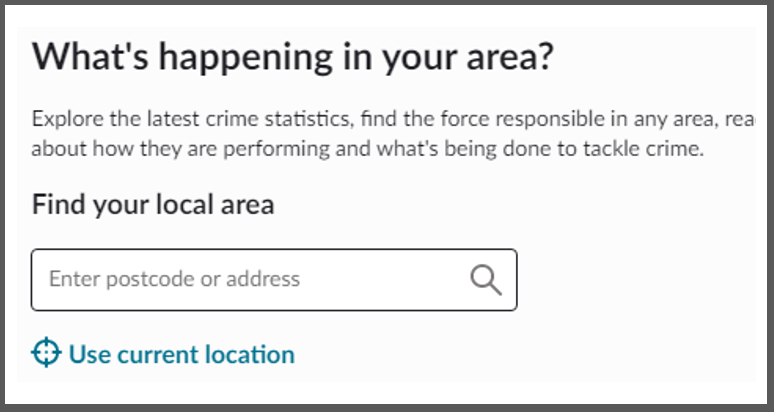 What's happening in your area?
Explore the latest crime statistics, find the force responsible in any area, rea
about how they are performing and what's being done to tackle crime.
Find your local area
Enter postcode or address
Use current location